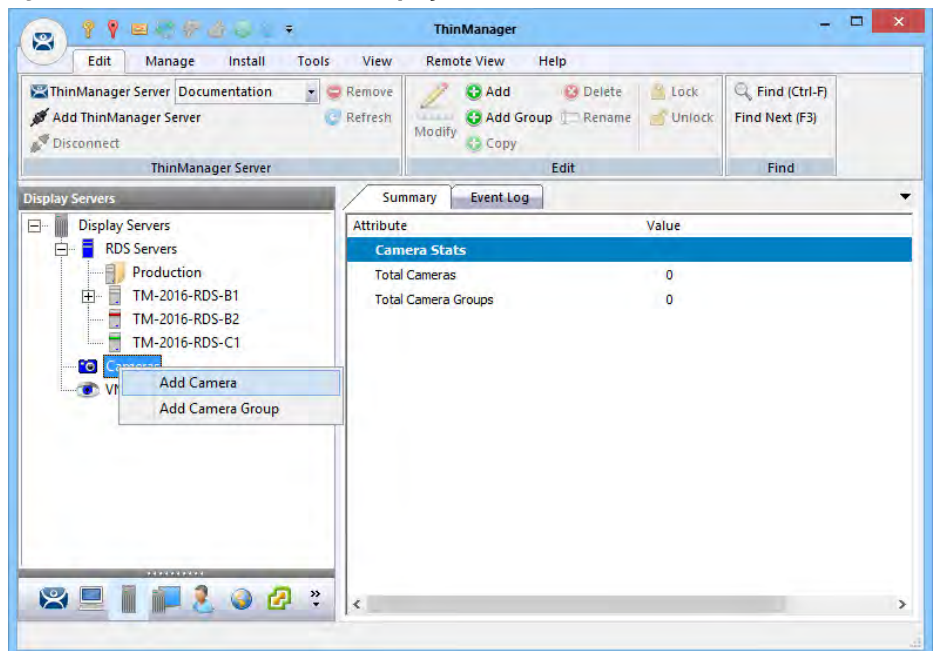 ThinManager
Edit Manage Install Tools View Remote View Help
ThinManager Server Documentation Remove Add Delete Lock Find (Ctrl-F)
Add ThinManager Server Refresh Modify Add Group Rename Unlock Find Next (F3)
Disconnect Copy
ThinManager Server Edit Find
Display Servers Summary Event Log
Display Servers Attribute Value
RDS Servers Camera Stats
Production Total Cameras 0
TM-2016-RDS-B1 Total Camera Groups 0
TM-2016-RDS-B2
TM-2016-RDS-C1
Add Camera
Add Camera Group